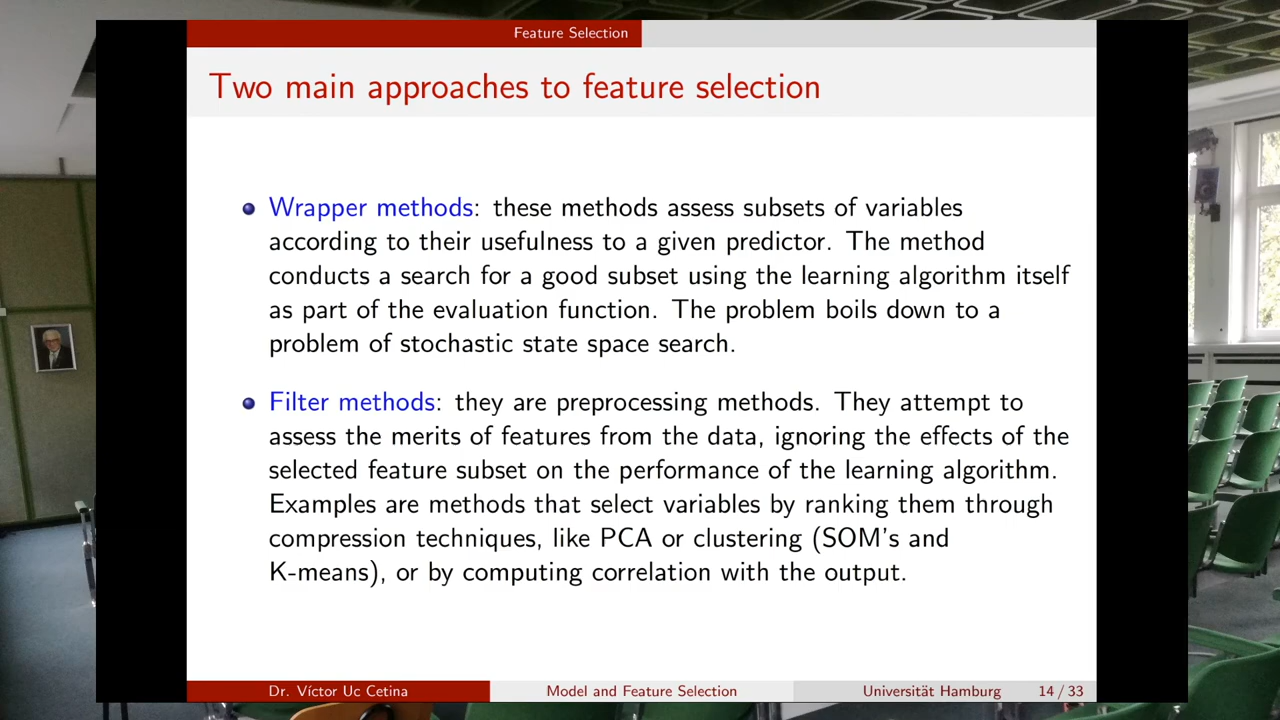 Feature Selection
Two main approaches to feature selection
Wrapper methods: these methods assess subsets of variables
according to their usefulness to a given predictor. The method
conducts a search for a good subset using the learning algorithm itself
as part of the evaluation function. The problem boils down to a
problem of stochastic state space search.
Filter methods: they are preprocessing methods. They attempt to
assess the merits of features from the data, ignoring the effects of the
selected feature subset on the performance of the learning algorithm.
Examples are methods that select variables by ranking them through
compression techniques, like PCA or clustering (SOM's and
K-means), or by computing correlation with the output.
Dr. Víctor Uc Cetina Model and Feature Selection Universität Hamburg 14 / 33